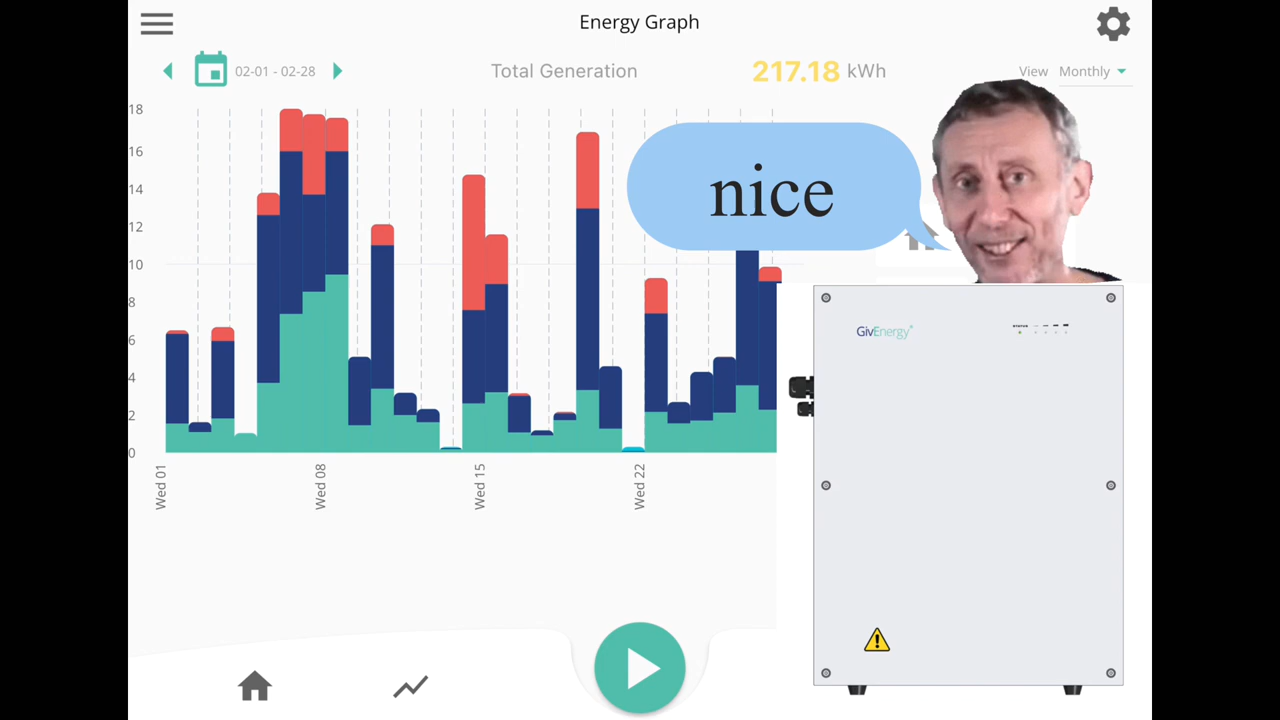 Energy Graph
02-01 - 02-28
Total Generation
217.18 kWh
View Monthly
nice
18
16
14
12
10
8
6
4
2
0
Wed 01
Wed 08
Wed 15
Wed 22
GivEnergy
STATUS